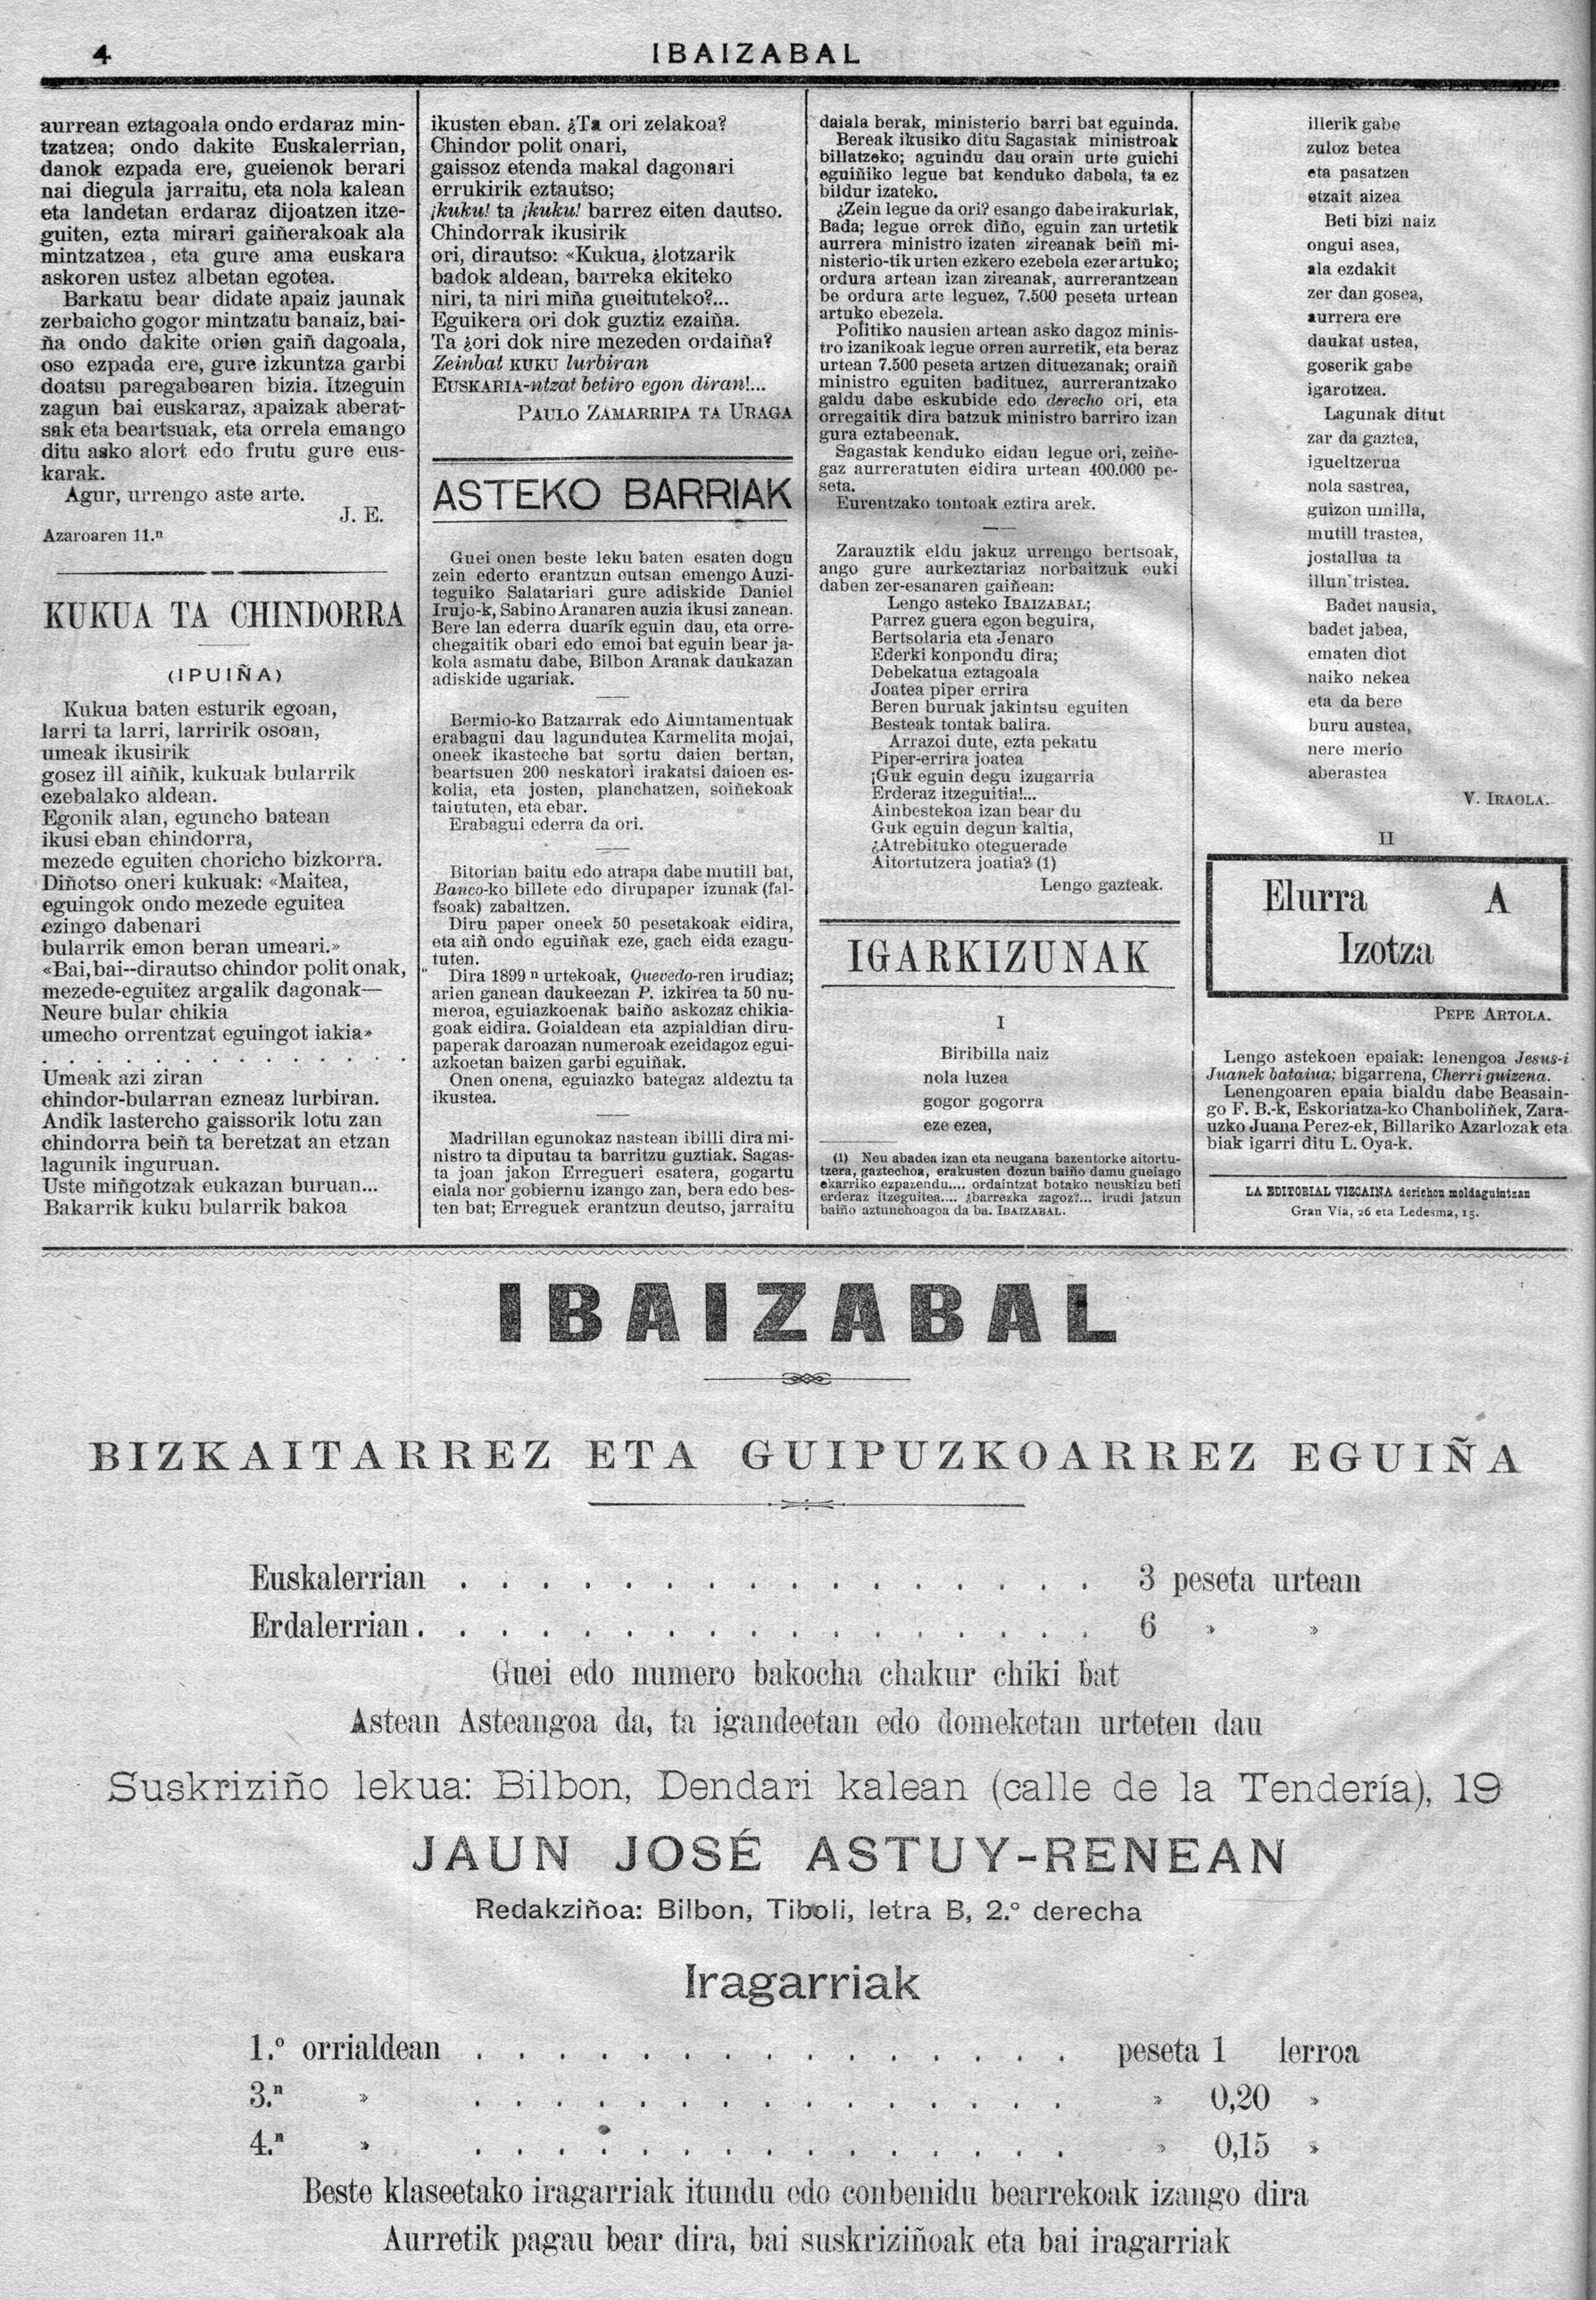 4
IBAIZABAL
aurrean eztagoala ondo erdaraz min-
tzatzea; ondo dakite Euskalerrian,
danok ezpada ere, gueienok berari
nai diegula jarraitu, eta nola kalean
eta landetan erdaraz dijoatzen itze-
guiten, ezta mirari gaiñerakoak ala
mintzatzea, eta gure ama euskara
askoren ustez albetan egotea.
Barkatu bear didate apaiz jaunak
zerbaicho gogor mintzatu banaiz, bai-
ña ondo dakite orien gaiñ dagoala,
oso ezpada ere, gure izkuntza garbi
doatsu paregabearen bizia. Itzeguin
zagun bai euskaraz, apaizak aberat-
sak eta beartsuak, eta orrela emango
ditu asko alort edo frutu gure eus-
karak.
Agur, urrengo aste arte.
J. E.
Azaroaren 11.n
KUKUA TA CHINDORRA
(IPUIÑA)
Kukua baten esturik egoan,
larri ta larri, larririk osoan,
umeak ikusirik
gosez ill aiñik, kukuak bularrik
ezebalako aldean.
Egonik alan, eguncho batean
ikusi eban chindorra,
mezede eguiten choricho bizkorra.
Diñotso oneri kukuak: «Maitea,
eguingok ondo mezede eguitea
ezingo dabenari
bularrik emon beran umeari.»
«Bai, bai--dirautso chindor polit onak,
mezede-eguitez argalik dagonak—
Neure bular chikia
umecho orrentzat eguingot iakia»
. . . . . . . . . . . . . .
Umeak azi ziran
chindor-bularran ezneaz lurbiran.
Andik lastercho gaissorik lotu zan
chindorra beiñ ta beretzat an etzan
lagunik inguruan.
Uste miñgotzak eukazan buruan...
Bakarrik kuku bularrik bakoa
ikusten eban. ¿Ta ori zelakoa?
Chindor polit onari,
gaissoz etenda makal dagonari
errukirik eztautso;
¡kuku! ta ¡kuku! barrez eiten dautso.
Chindorrak ikusirik
ori, dirautso: «Kukua, ¿lotzarik
badok aldean, barreka ekiteko
niri, ta niri miña gueituteko?...
Eguikera ori dok guztiz ezaiña.
Ta ¿ori dok nire mezeden ordaiña?
Zeinbat KUKU lurbiran
EUSKARIA-ntzat betiro egon diran!...
PAULO ZAMARRIPA TA URAGA
ASTEKO BARRIAK
Guei onen beste leku baten esaten dogu
zein ederto erantzun eutsan emengo Auzi-
teguiko Salatariari gure adiskide Daniel
Irujo-k, Sabino Aranaren auzia ikusi zanean.
Bere lan ederra duarik eguin dau, eta orre-
chegaitik obari edo emoi bat eguin bear ja-
kola asmatu dabe, Bilbon Aranak daukazan
adiskide ugariak.
Bermio-ko Batzarrak edo Aiuntamentuak
erabagui dau lagundutea Karmelita mojai,
oneek ikasteche bat sortu daien bertan,
beartsuen 200 neskatori irakatsi daioen es-
kolia, eta josten, planchatzen, soiñekoak
taintuten, eta ebar.
Erabagui ederra da ori.
Bitorian baitu edo atrapa dabe mutill bat,
Banco-ko billete edo dirupaper izunak (fal-
fsoak) zabaltzen.
Diru paper oneek 50 pesetakoak eidira,
eta aiñ ondo eguiñak eze, gach eida ezagu-
tuten.
Dira 1899 n urtekoak, Quevedo-ren irudiaz;
arien ganean daukeezan P. izkirea ta 50 nu-
meroa, eguiazkoenak baiño askozaz chikia-
goak eidira. Goialdean eta azpialdian diru-
paperak daroazan numeroak ezeidagoz egui-
azkoetan baizen garbi eguiñak.
Onen onena, eguiazko bategaz aldeztu ta
ikustea.
Madrillan egunokaz nastean ibilli dira mi-
nistro ta diputau ta barritzu guztiak. Sagas-
ta joan jakon Erregueri esatera, gogartu
eiala nor gobiernu izango zan, bera edo bes-
ten bat; Erreguek erantzun deutso, jarraitu
daiala berak, ministerio barri bat eguinda.
Bereak ikusiko ditu Sagastak ministroak
billatzeko; aguindu dau orain urte guichi
eguiñiko legue bat kenduko dabela, ta ez
bildur izateko.
¿Zein legue da ori? esango dabe irakurlak,
Bada; legue orrek diño, eguin zan urtetik
aurrera ministro izaten zireanak beiñ mi-
nisterio-tik urten ezkero ezebela ezer artuko;
ordura artean izan zireanak, aurrerantzean
be ordura arte leguez, 7.500 peseta urtean
artuko ebezela.
Politiko nausien artean asko dagoz minis-
tro izanikoak legue orren aurretik, eta beraz
urtean 7.500 peseta artzen dituezanak; oraiñ
ministro eguiten badituez, aurrerantzako
galdu dabe eskubide edo derecho ori, eta
orregaitik dira batzuk ministro barriro izan
gura eztabeenak.
Sagastak kenduko eidau legue ori, zeiñe-
gaz aurreratuten eidira urtean 400.000 pe-
seta.
Eurentzako tontoak eztira arek.
Zarauztik eldu jakuz urrengo bertsoak,
ango gure aurkeztariaz norbaitzuk euki
daben zer-esanaren gaiñean:
Lengo asteko IBAIZABAL;
Parrez guera egon beguira,
Bertsolaria eta Jenaro
Ederki konpondu dira;
Debekatua eztagoala
Joatea piper errira
Beren buruak jakintsu eguiten
Besteak tontak balira.
Arrazoi dute, ezta pekatu
Piper-errira joatea
¡Guk eguin degu izugarria
Erderaz itzeguitia!...
Ainbestekoa izan bear du
Guk eguin degun kaltia,
¿Atrebituko oteguerade
Aitortutzera joatia? (1)
Lengo gazteak.
IGARKIZUNAK
I
Biribilla naiz
nola luzea
gogor gogorra
eze ezea,
(1) Neu abadea izan eta neugana bazentorke aitortu-
tzera, gaztechoa, erakusten dozun baiño damu gueiago
ekarriko ezpazendu.... ordaintzat botako neuskizu beti
erderaz itzeguitea.... ¿barrezka zagoz?... irudi jatzun
baiño aztunchoagoa da ba. IBAIZABAL.
illerik gabe
zuloz betea
eta pasatzen
etzait aizea
Beti bizi naiz
ongui asea,
ala ezdakit
zer dan gosea,
aurrera ere
daukat ustea,
goserik gabe
igarotzea.
Lagunak ditut
zar da gaztea,
igueltzerua
nola sastrea,
guizon umilla,
mutill trastea,
jostallua ta
illun tristea.
Badet nausia,
badet jabea,
ematen diot
naiko nekea
eta da bere
buru austea,
nere merio
aberastea
V. IRAOLA.
II
Elurra A
Izotza
PEPE ARTOLA.
Lengo astekoen epaiak: lenengoa Jesus-i
Juanek bataiua; bigarrena, Cherri guizena.
Lenengoaren epaia bialdu dabe Beasain-
go F. B.-k, Eskoriatza-ko Chanboliñek, Zara-
uzko Juana Perez-ek, Billariko Azarlozak eta
biak igarri ditu L. Oya-k.
LA EDITORIAL VIZCAINA derichon moldaguintzan
Gran Vía, 26 eta Ledesma, 15.
IBAIZABAL
BIZKAITARREZ ETA GUIPUZKOARREZ EGUIÑA
Euskalerrian . . . . . . . . . . . . . . . . 3 peseta urtean
Erdalerrian . . . . . . . . . . . . . . . . . 6 » »
Guei edo numero bakocha chakur chiki bat
Astean Asteangoa da, ta igandeetan edo domeketan urteten dau
Suskriziño lekua: Bilbon, Dendari kalean (calle de la Tendería), 19
JAUN JOSÉ ASTUY-RENEAN
Redakziñoa: Bilbon, Tiboli, letra B, 2.º derecha
Iragarriak
1.º orrialdean . . . . . . . . . . . . . . . peseta 1 lerroa
3.n » . . . . . . . . . . . . . . . » 0,20 »
4.n » . . . . . . . . . . . . . . . » 0,15 »
Beste klaseetako iragarriak itundu edo conbenidu bearrekoak izango dira
Aurretik pagau bear dira, bai suskriziñoak eta bai iragarriak